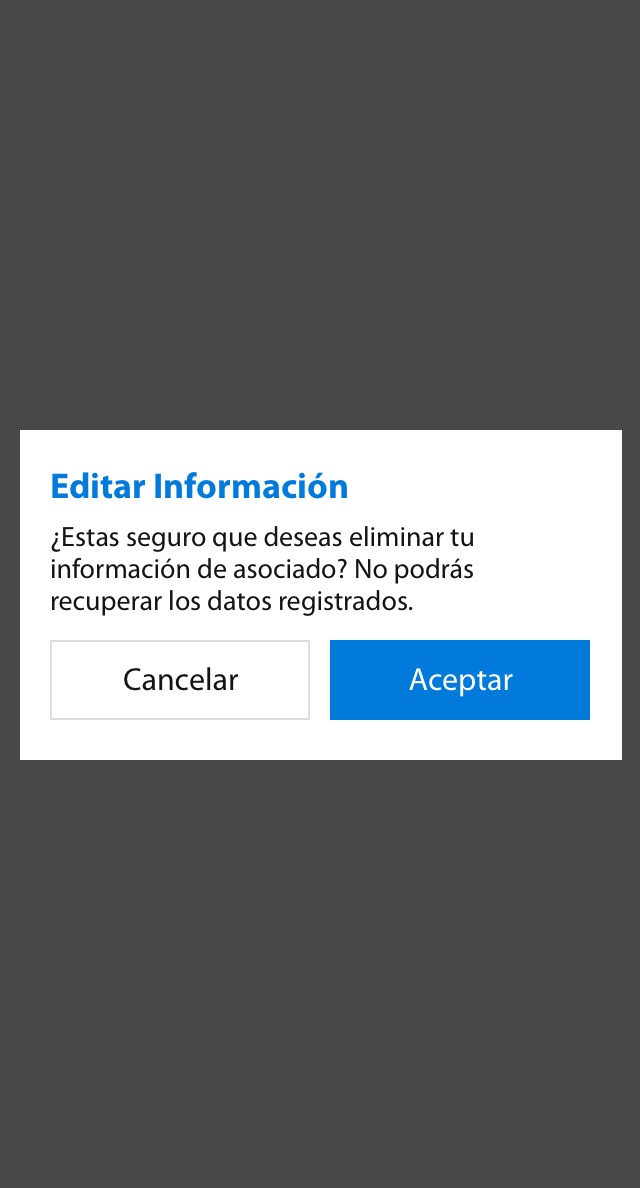 Editar Información
¿Estas seguro que deseas eliminar tu
información de asociado? No podrás
recuperar los datos registrados.
Cancelar
Aceptar